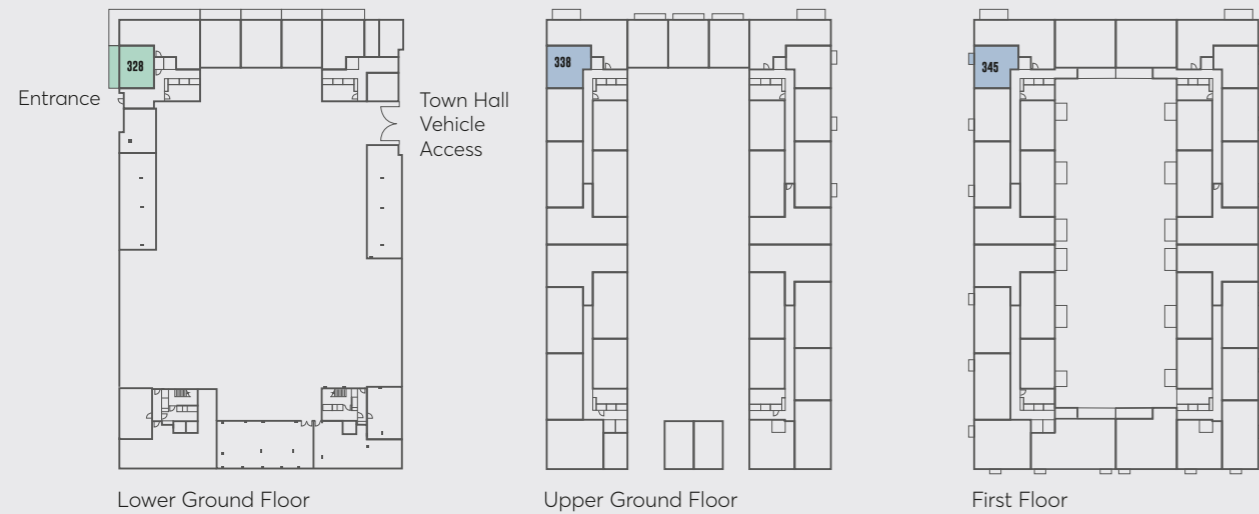 328
338
345
Entrance
Town Hall
Vehicle
Access
Lower Ground Floor
Upper Ground Floor
First Floor